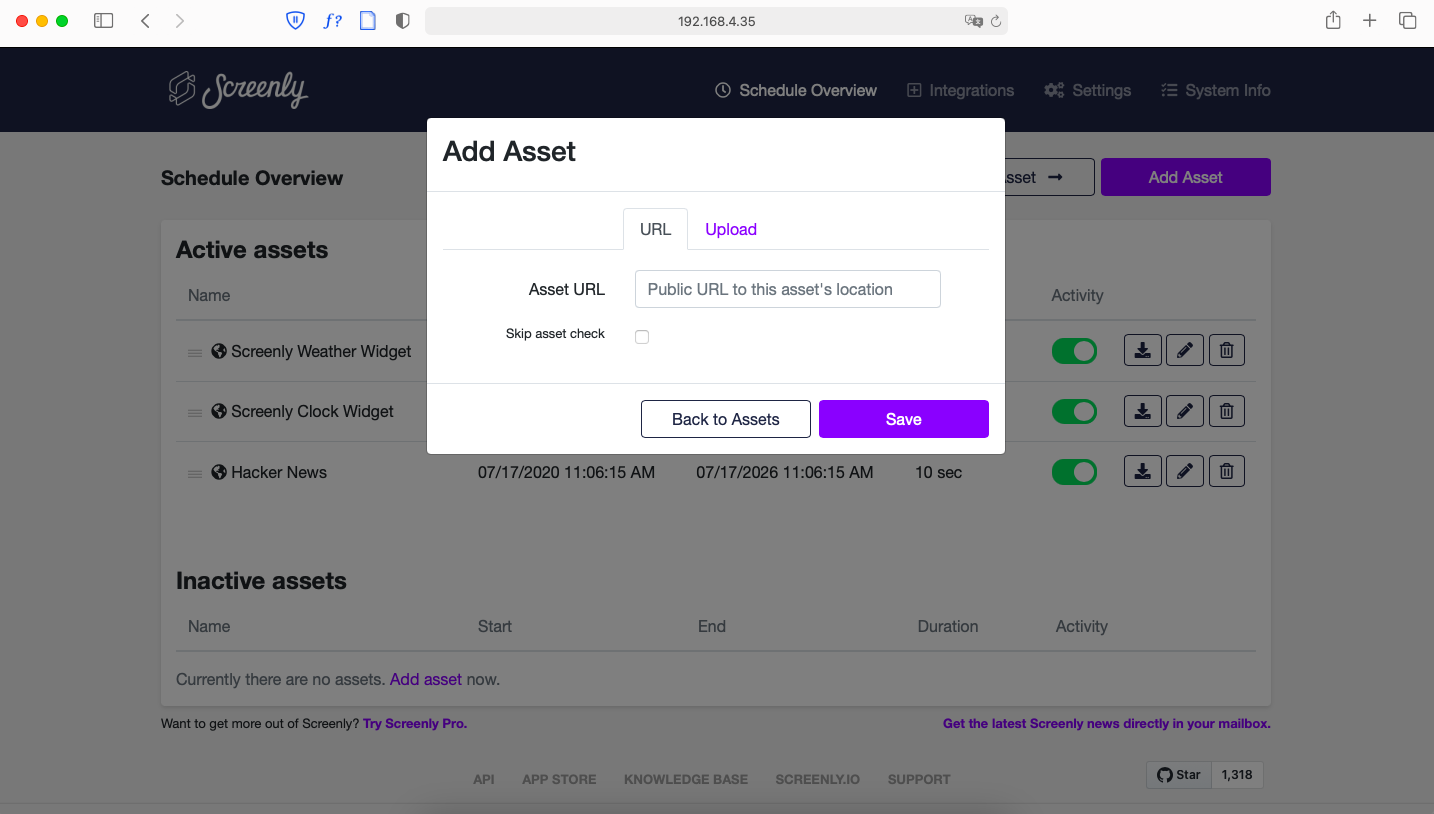 192.168.4.35
Screenly
Schedule Overview
Integrations
Settings
System Info
Add Asset
Schedule Overview
sset
Add Asset
URL
Upload
Active assets
Asset URL
Public URL to this asset's location
Name
Activity
Skip asset check
Screenly Weather Widget
Screenly Clock Widget
Back to Assets
Save
Hacker News
07/17/2020 11:06:15 AM
07/17/2026 11:06:15 AM
10 sec
Inactive assets
Name
Start
End
Duration
Activity
Currently there are no assets. Add asset now.
Want to get more out of Screenly? Try Screenly Pro.
Get the latest Screenly news directly in your mailbox.
API
APP STORE
KNOWLEDGE BASE
SCREENLY.IO
SUPPORT
Star
1,318